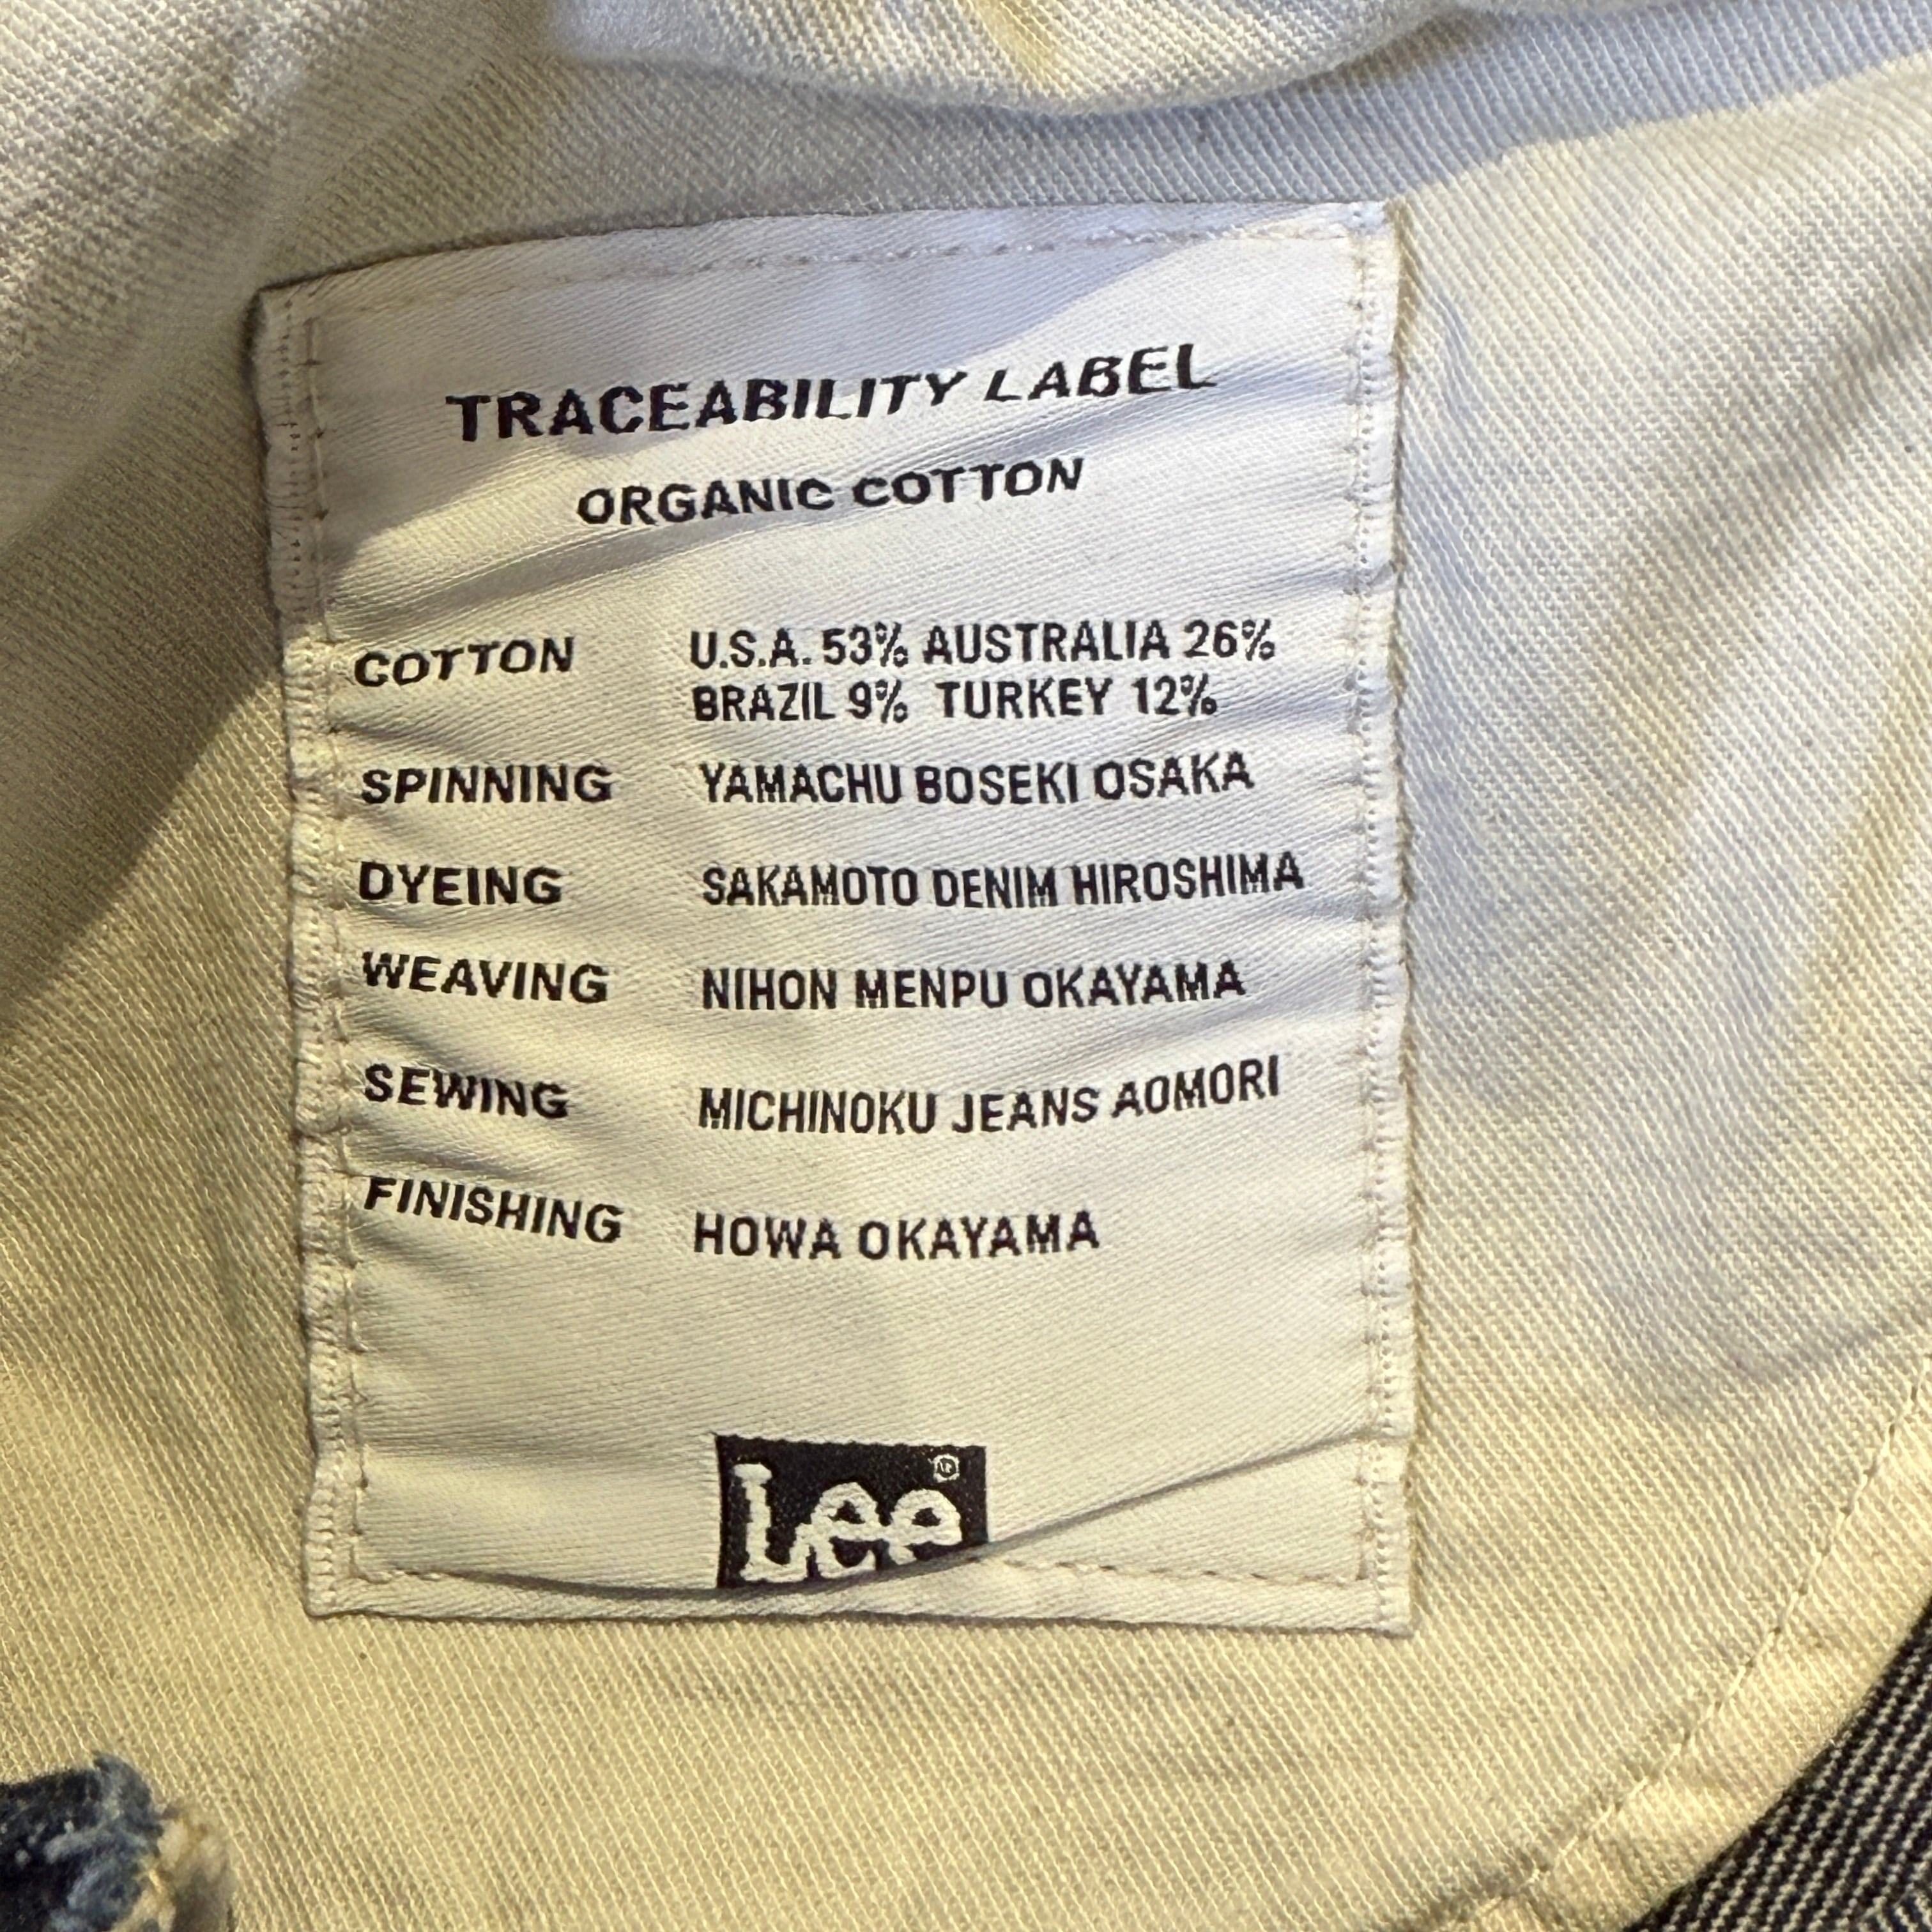 TRACEABILITY LABEL
ORGANIC COTTON
COTTON U.S.A. 53% AUSTRALIA 26%
BRAZIL 9% TURKEY 12%
SPINNING YAMACHU BOSEKI OSAKA
DYEING SAKAMOTO DENIM HIROSHIMA
WEAVING NIHON MENPU OKAYAMA
SEWING MICHINOKU JEANS AOMORI
FINISHING HOWA OKAYAMA
Lee®